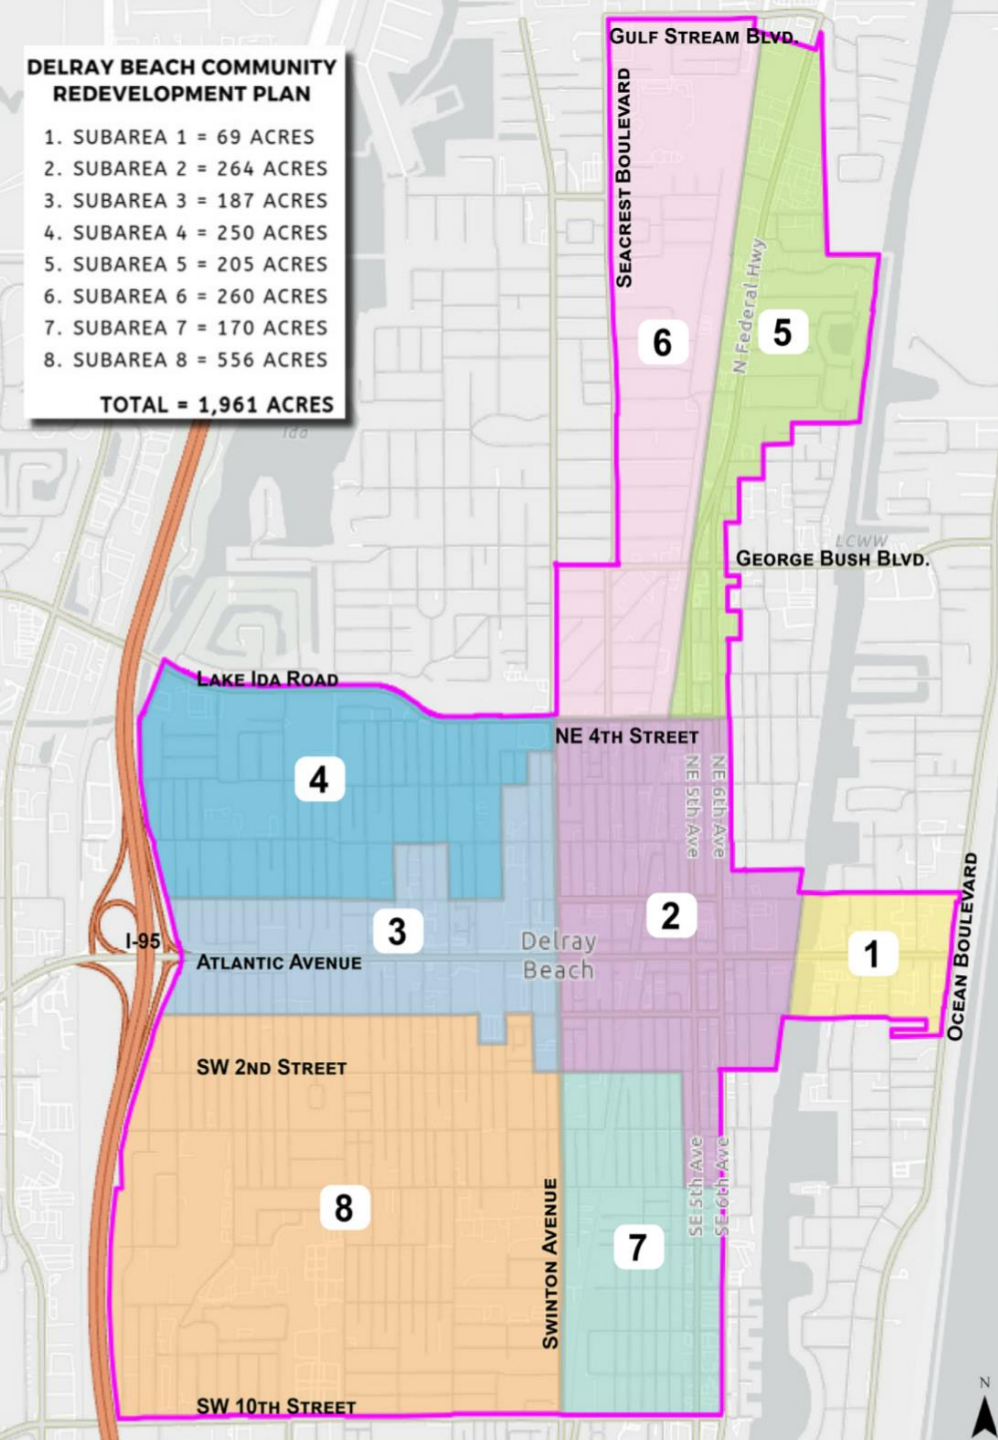 DELRAY BEACH COMMUNITY
REDEVELOPMENT PLAN
1. SUBAREA 1 = 69 ACRES
2. SUBAREA 2 = 264 ACRES
3. SUBAREA 3 = 187 ACRES
4. SUBAREA 4 = 250 ACRES
5. SUBAREA 5 = 205 ACRES
6. SUBAREA 6 = 260 ACRES
7. SUBAREA 7 = 170 ACRES
8. SUBAREA 8 = 556 ACRES
TOTAL = 1,961 ACRES
GULF STREAM BLVD.
SEACREST BOULEVARD
N Federal Hwy
6
5
Ida
LCWW
GEORGE BUSH BLVD.
LAKE IDA ROAD
NE 4TH STREET
NE 5th Ave
NE 6th Ave
4
2
3
1
OCEAN BOULEVARD
I-95
ATLANTIC AVENUE
Delray
Beach
SW 2ND STREET
SE 5th Ave
SE 6th Ave
8
7
SWINTON AVENUE
SW 10TH STREET
N